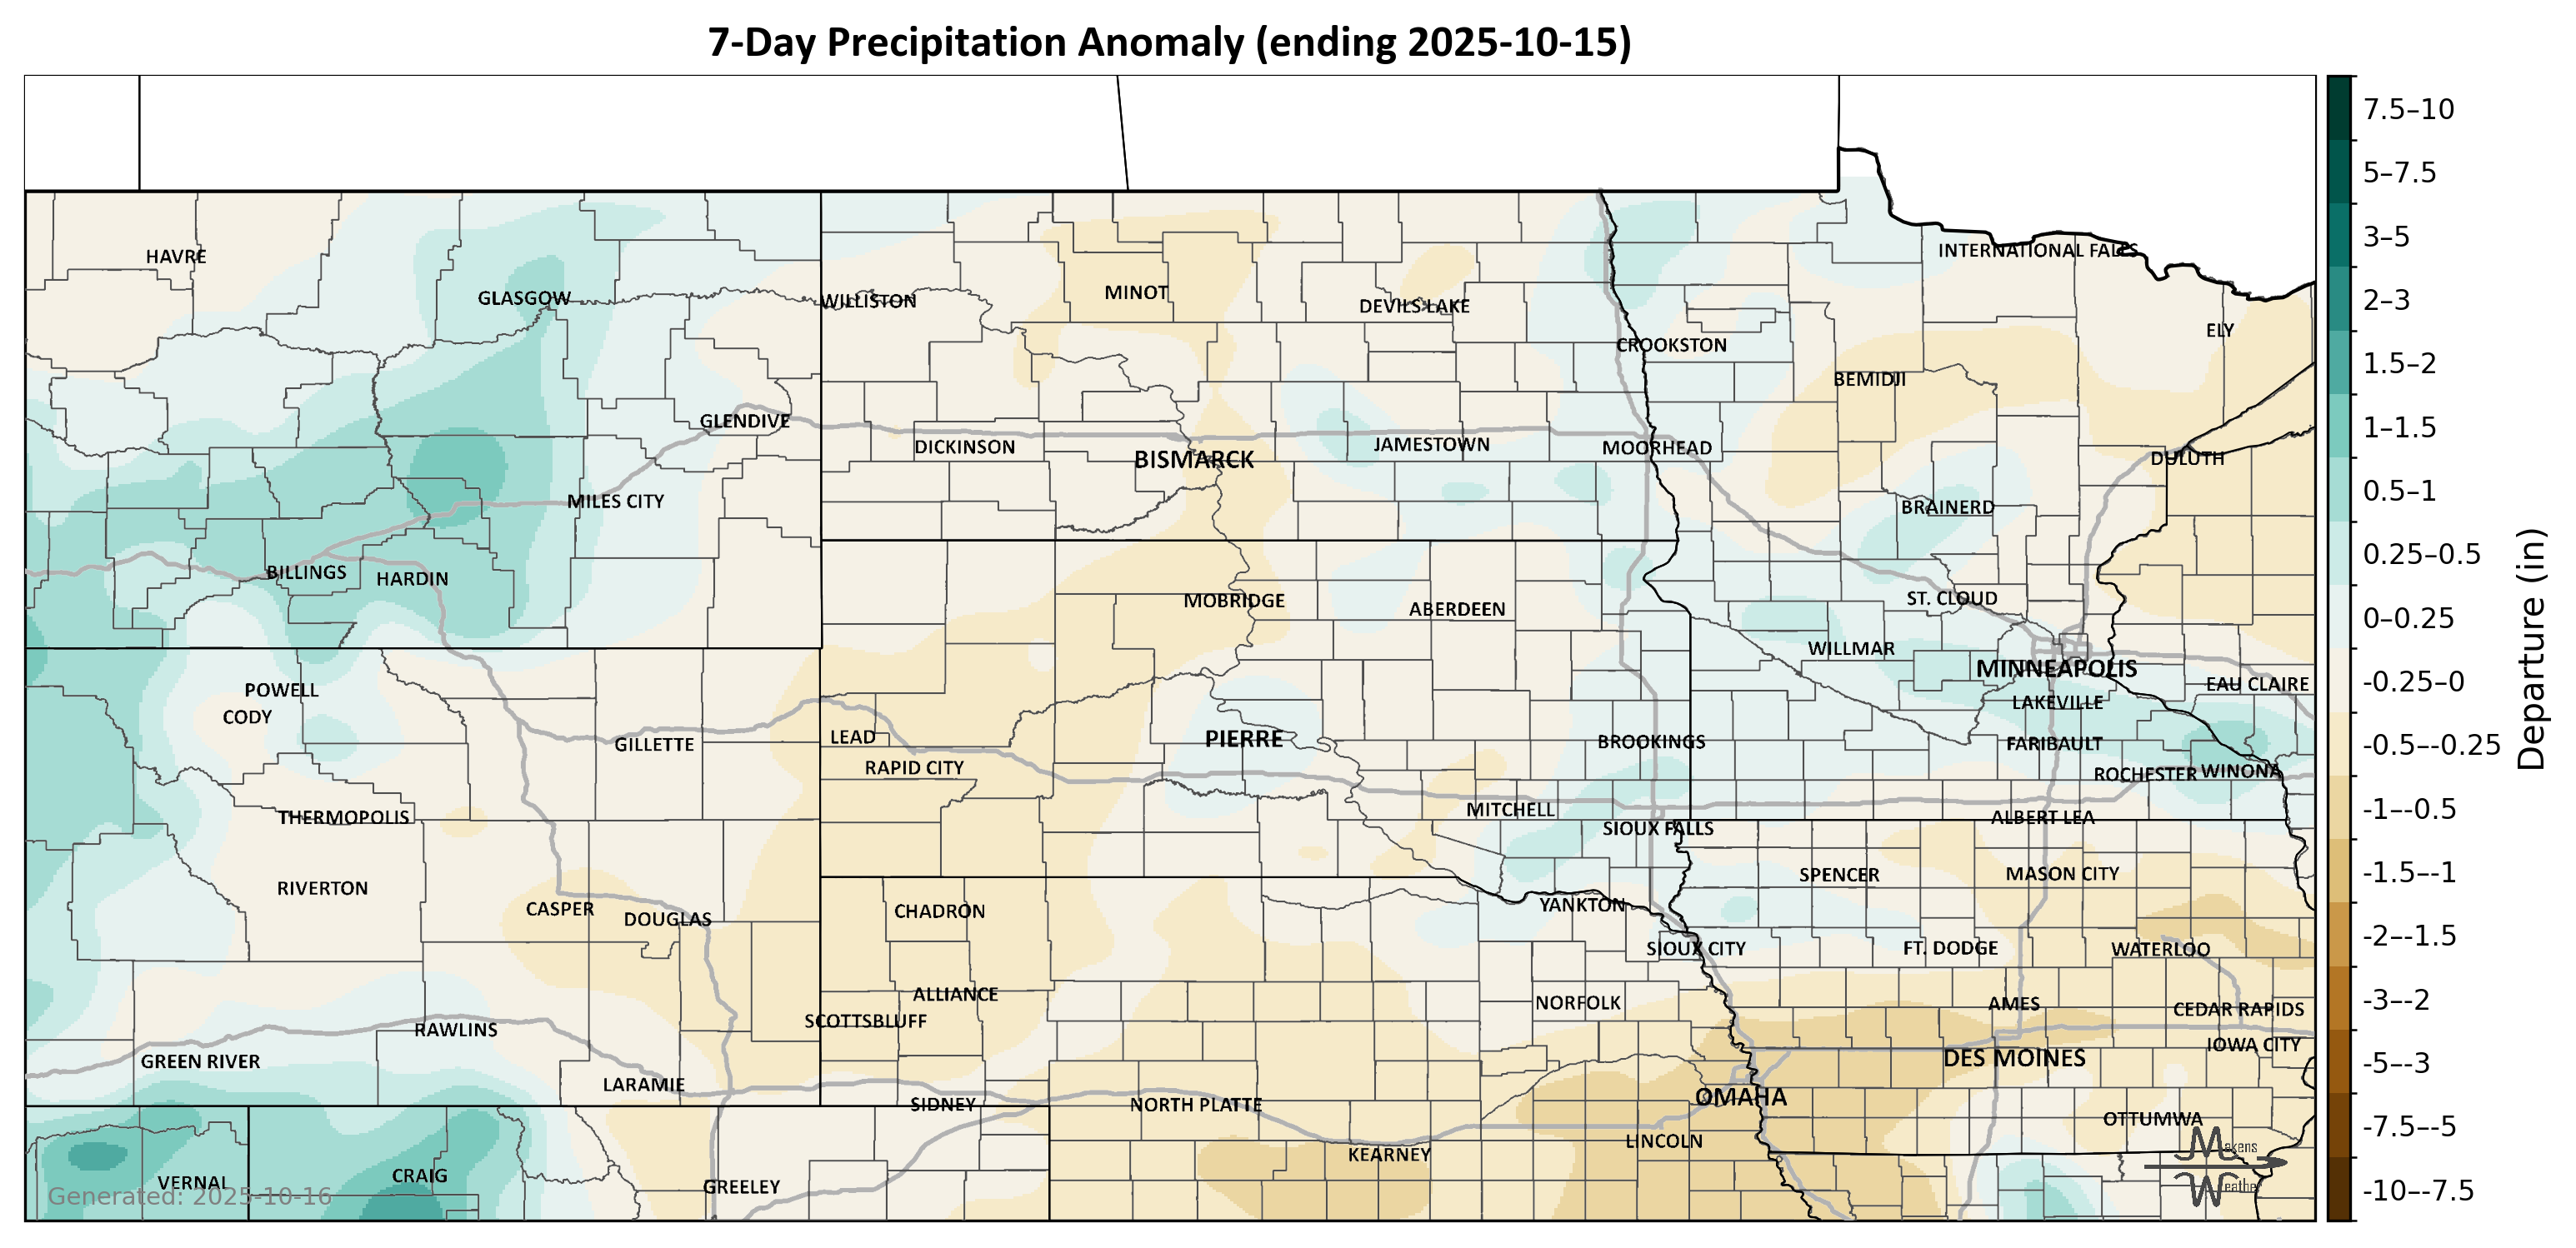 7-Day Precipitation Anomaly (ending 2025-10-15)
HAVRE
GLASGOW
WILLISTON
MINOT
DEVILS LAKE
INTERNATIONAL FALLS
ELY
CROOKSTON
BEMIDJI
GLENDIVE
DICKINSON
BISMARCK
JAMESTOWN
MOORHEAD
DULUTH
MILES CITY
BRAINERD
BILLINGS
HARDIN
MOBRIDGE
ABERDEEN
ST. CLOUD
WILLMAR
MINNEAPOLIS
EAU CLAIRE
POWELL
CODY
LAKEVILLE
GILLETTE
LEAD
PIERRE
BROOKINGS
FARIBAULT
RAPID CITY
ROCHESTER
WINONA
THERMOPOLIS
MITCHELL
SIOUX FALLS
ALBERT LEA
RIVERTON
SPENCER
MASON CITY
CASPER
DOUGLAS
CHADRON
YANKTON
SIOUX CITY
FT. DODGE
WATERLOO
ALLIANCE
NORFOLK
AMES
CEDAR RAPIDS
SCOTTSBLUFF
RAWLINS
GREEN RIVER
DES MOINES
IOWA CITY
LARAMIE
SIDNEY
NORTH PLATTE
OMAHA
OTTUMWA
LINCOLN
KEARNEY
VERNAL
CRAIG
GREELEY
Generated: 2025-10-16
Makens
Weather
7.5–10
5–7.5
3–5
2–3
1.5–2
1–1.5
0.5–1
0.25–0.5
0–0.25
-0.25–0
-0.5–-0.25
-1–-0.5
-1.5–-1
-2–-1.5
-3–-2
-5–-3
-7.5–-5
-10–-7.5
Departure (in)